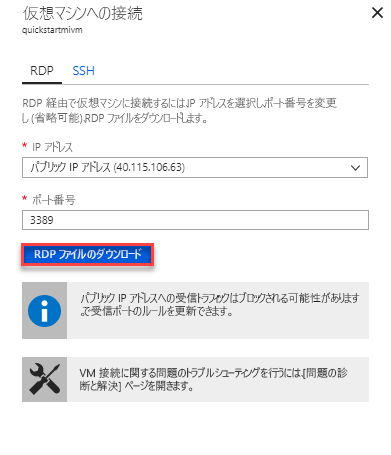 仮想マシンへの接続
quickstartmivm
RDP SSH
RDP 経由で仮想マシンに接続するには、IP アドレスを選択し、ポート番号を変更
し (省略可能)、RDP ファイルをダウンロードします。
* IP アドレス
パブリック IP アドレス (40.115.106.63)
* ポート番号
3389
RDP ファイルのダウンロード
パブリック IP アドレスへの受信トラフィックはブロックされる可能性があります
。で受信ポートのルールを更新できます。
VM 接続に関する問題のトラブルシューティングを行うには、[問題の診
断と解決] ページを開きます。